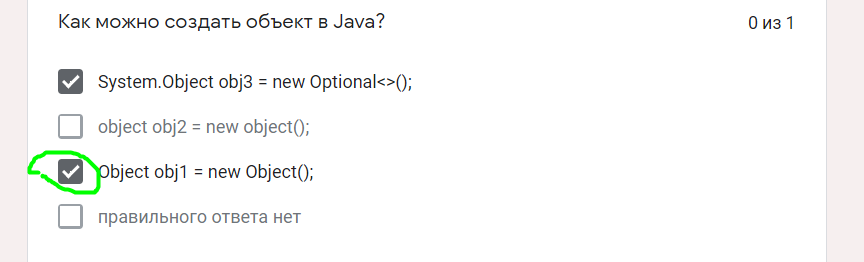 Как можно создать объект в Java?
0 из 1
System.Object obj3 = new Optional<>();
object obj2 = new object();
Object obj1 = new Object();
правильного ответа нет